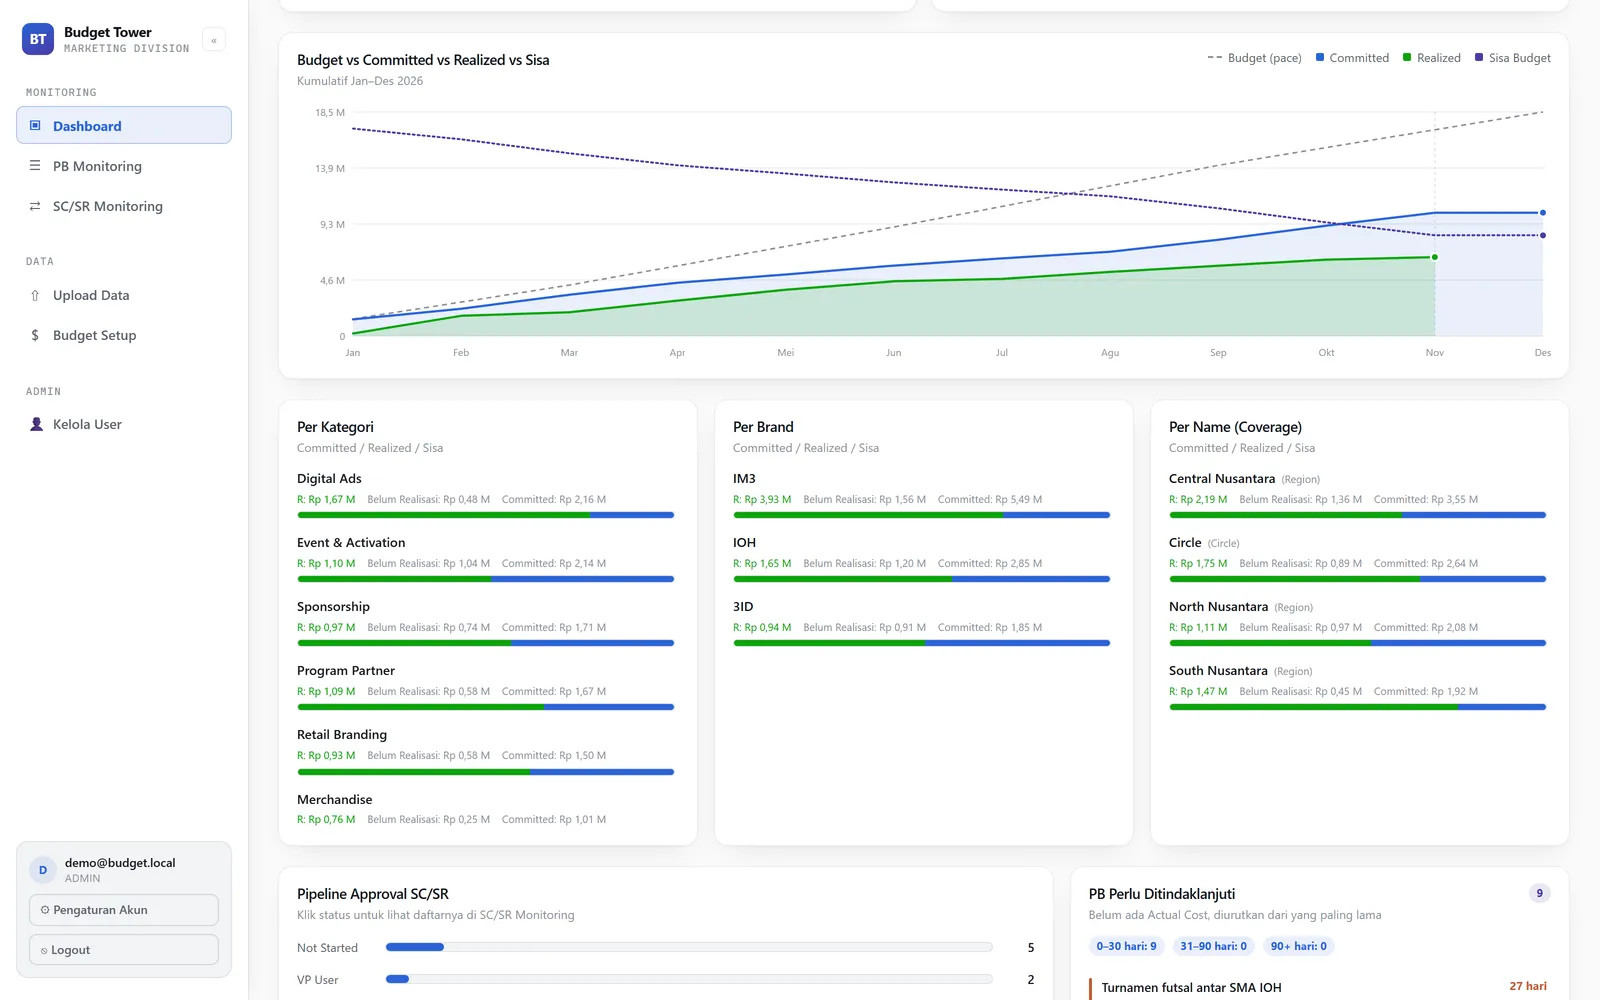 BT
Budget Tower
MARKETING DIVISION
«
MONITORING
Dashboard
PB Monitoring
SC/SR Monitoring
DATA
Upload Data
$ Budget Setup
ADMIN
Kelola User
D
demo@budget.local
ADMIN
Pengaturan Akun
Logout
Budget vs Committed vs Realized vs Sisa
Kumulatif Jan–Des 2026
Budget (pace) Committed Realized Sisa Budget
18,5 M
13,9 M
9,3 M
4,6 M
0
Jan Feb Mar Apr Mei Jun Jul Agu Sep Okt Nov Des
Per Kategori
Committed / Realized / Sisa
Digital Ads
R: Rp 1,67 M Belum Realisasi: Rp 0,48 M Committed: Rp 2,16 M
Event & Activation
R: Rp 1,10 M Belum Realisasi: Rp 1,04 M Committed: Rp 2,14 M
Sponsorship
R: Rp 0,97 M Belum Realisasi: Rp 0,74 M Committed: Rp 1,71 M
Program Partner
R: Rp 1,09 M Belum Realisasi: Rp 0,58 M Committed: Rp 1,67 M
Retail Branding
R: Rp 0,93 M Belum Realisasi: Rp 0,58 M Committed: Rp 1,50 M
Merchandise
R: Rp 0,76 M Belum Realisasi: Rp 0,25 M Committed: Rp 1,01 M
Per Brand
Committed / Realized / Sisa
IM3
R: Rp 3,93 M Belum Realisasi: Rp 1,56 M Committed: Rp 5,49 M
IOH
R: Rp 1,65 M Belum Realisasi: Rp 1,20 M Committed: Rp 2,85 M
3ID
R: Rp 0,94 M Belum Realisasi: Rp 0,91 M Committed: Rp 1,85 M
Per Name (Coverage)
Committed / Realized / Sisa
Central Nusantara (Region)
R: Rp 2,19 M Belum Realisasi: Rp 1,36 M Committed: Rp 3,55 M
Circle (Circle)
R: Rp 1,75 M Belum Realisasi: Rp 0,89 M Committed: Rp 2,64 M
North Nusantara (Region)
R: Rp 1,11 M Belum Realisasi: Rp 0,97 M Committed: Rp 2,08 M
South Nusantara (Region)
R: Rp 1,47 M Belum Realisasi: Rp 0,45 M Committed: Rp 1,92 M
Pipeline Approval SC/SR
Klik status untuk lihat daftarnya di SC/SR Monitoring
Not Started 5
VP User 2
PB Perlu Ditindaklanjuti 9
Belum ada Actual Cost, diurutkan dari yang paling lama
0–30 hari: 9 31–90 hari: 0 90+ hari: 0
Turnamen futsal antar SMA IOH 27 hari